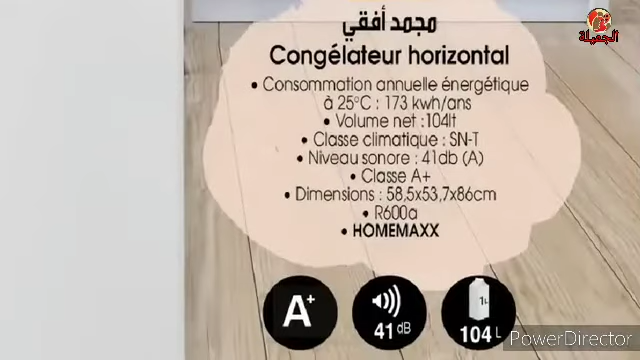 الجميلة
مجمد أفقي
Congélateur horizontal
• Consommation annuelle énergétique
à 25°C : 173 kwh/ans
• Volume net :104lt
• Classe climatique : SN-T
• Niveau sonore : 41db (A)
• Classe A+
• Dimensions : 58,5x53,7x86cm
• R600a
• HOMEMAXX
A+
41 dB
1L
104 L
PowerDirector